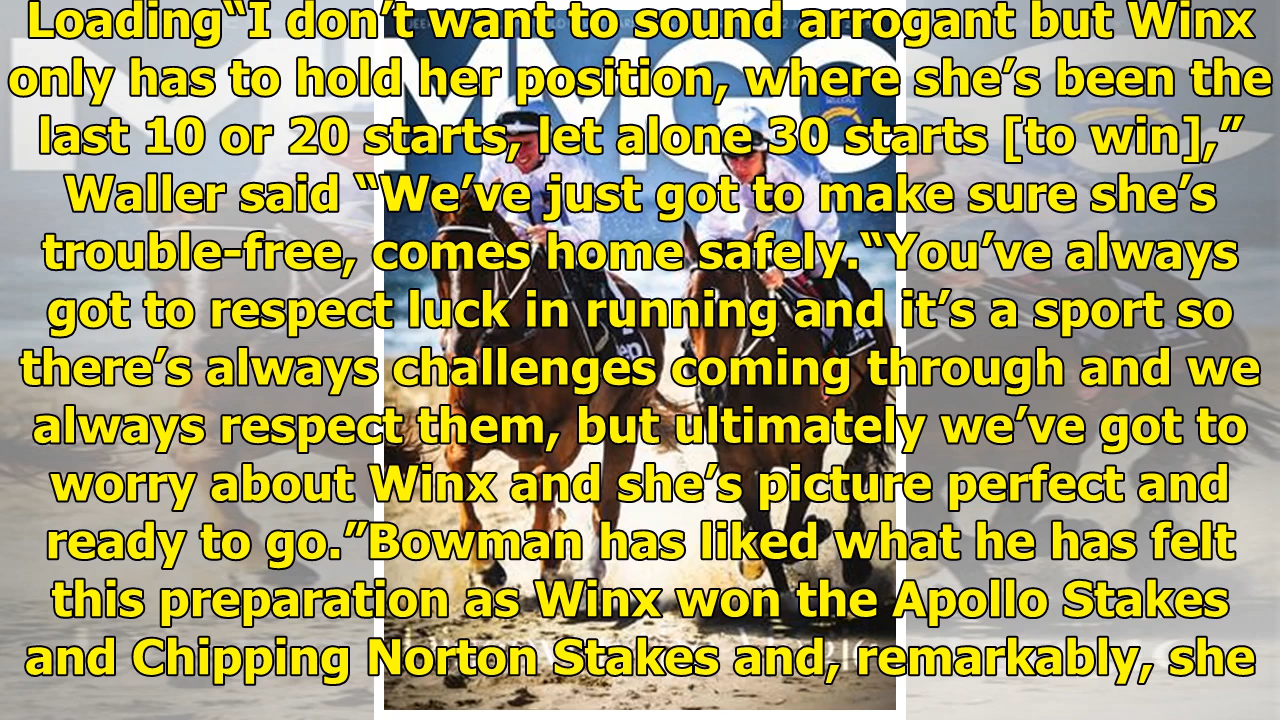 Loading“I don’t want to sound arrogant but Winx
only has to hold her position, where she’s been the
last 10 or 20 starts, let alone 30 starts [to win],”
Waller said “We’ve just got to make sure she’s
trouble-free, comes home safely.“You’ve always
got to respect luck in running and it’s a sport so
there’s always challenges coming through and we
always respect them, but ultimately we’ve got to
worry about Winx and she’s picture perfect and
ready to go.”Bowman has liked what he has felt
this preparation as Winx won the Apollo Stakes
and Chipping Norton Stakes and, remarkably, she